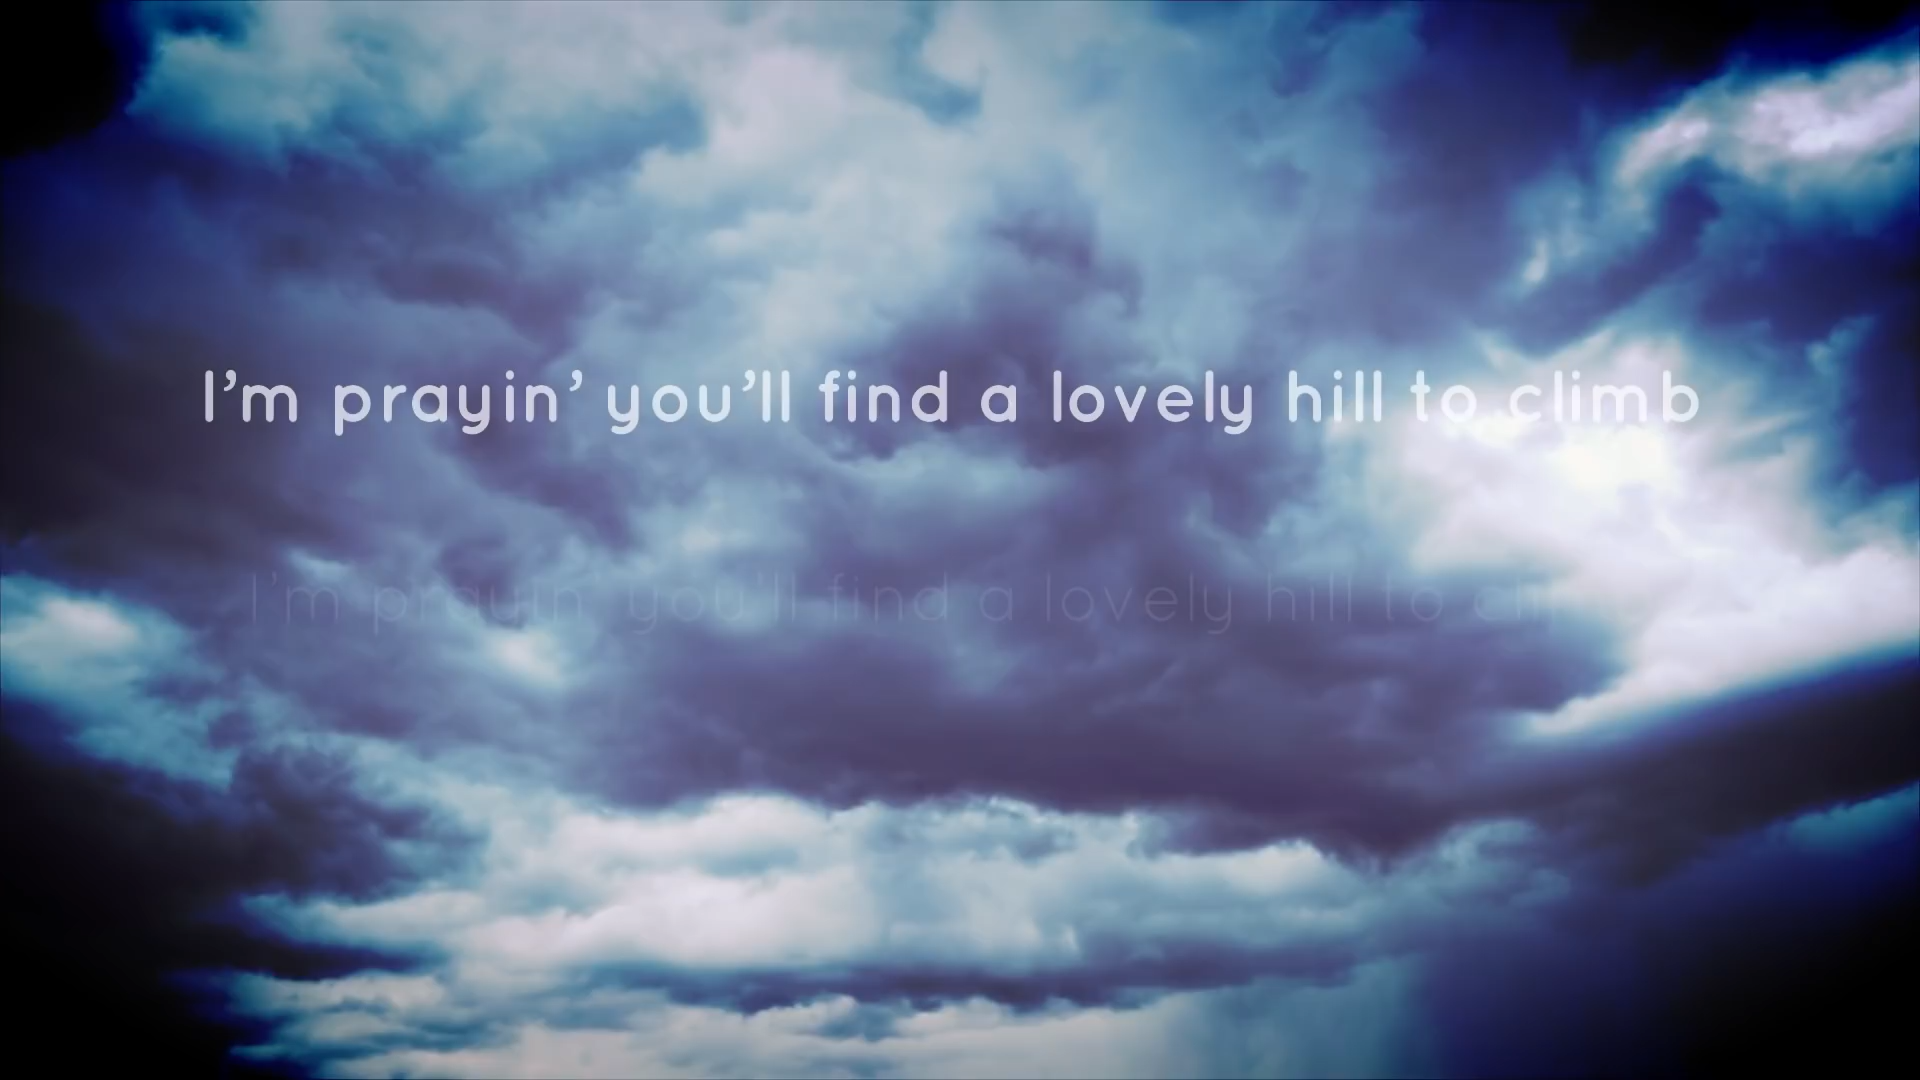 I'm prayin' you'll find a lovely hill to climb
I'm prayin' you'll find a lovely hill to